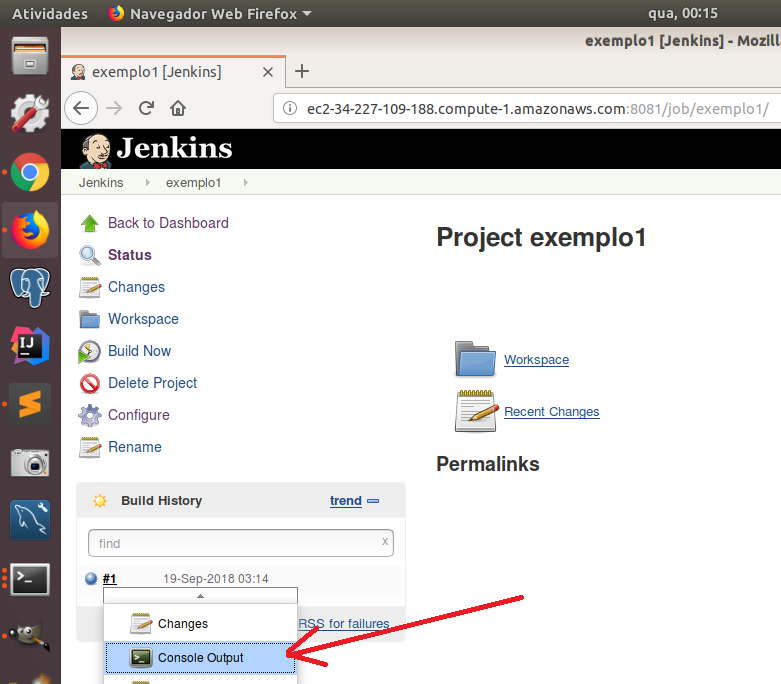 Atividades Navegador Web Firefox qua, 00:15
exemplo1 [Jenkins] - Mozill
exemplo1 [Jenkins]
ec2-34-227-109-188.compute-1.amazonaws.com:8081/job/exemplo1/
Jenkins
Jenkins exemplo1
Back to Dashboard
Status
Changes
Workspace
Build Now
Delete Project
Configure
Rename
Project exemplo1
Workspace
Recent Changes
Permalinks
Build History trend
find x
#1 19-Sep-2018 03:14
RSS for failures
Changes
Console Output
IJ